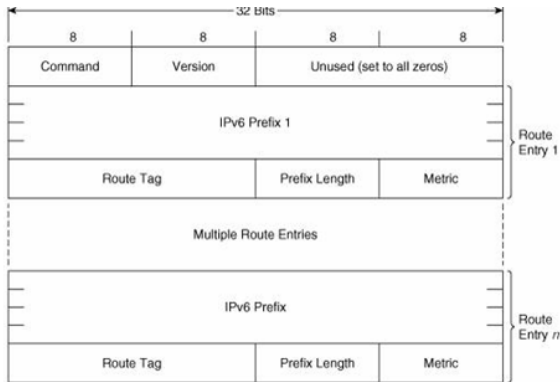 32 Bits
8 8 8 8
Command Version Unused (set to all zeros)
IPv6 Prefix 1
Route
Entry 1
Route Tag Prefix Length Metric
Multiple Route Entries
IPv6 Prefix
Route
Entry n
Route Tag Prefix Length Metric